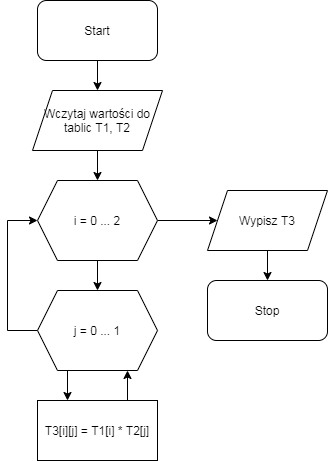 Start
Wczytaj wartości do
tablic T1, T2
i = 0 ... 2
Wypisz T3
j = 0 ... 1
Stop
T3[i][j] = T1[i] * T2[j]